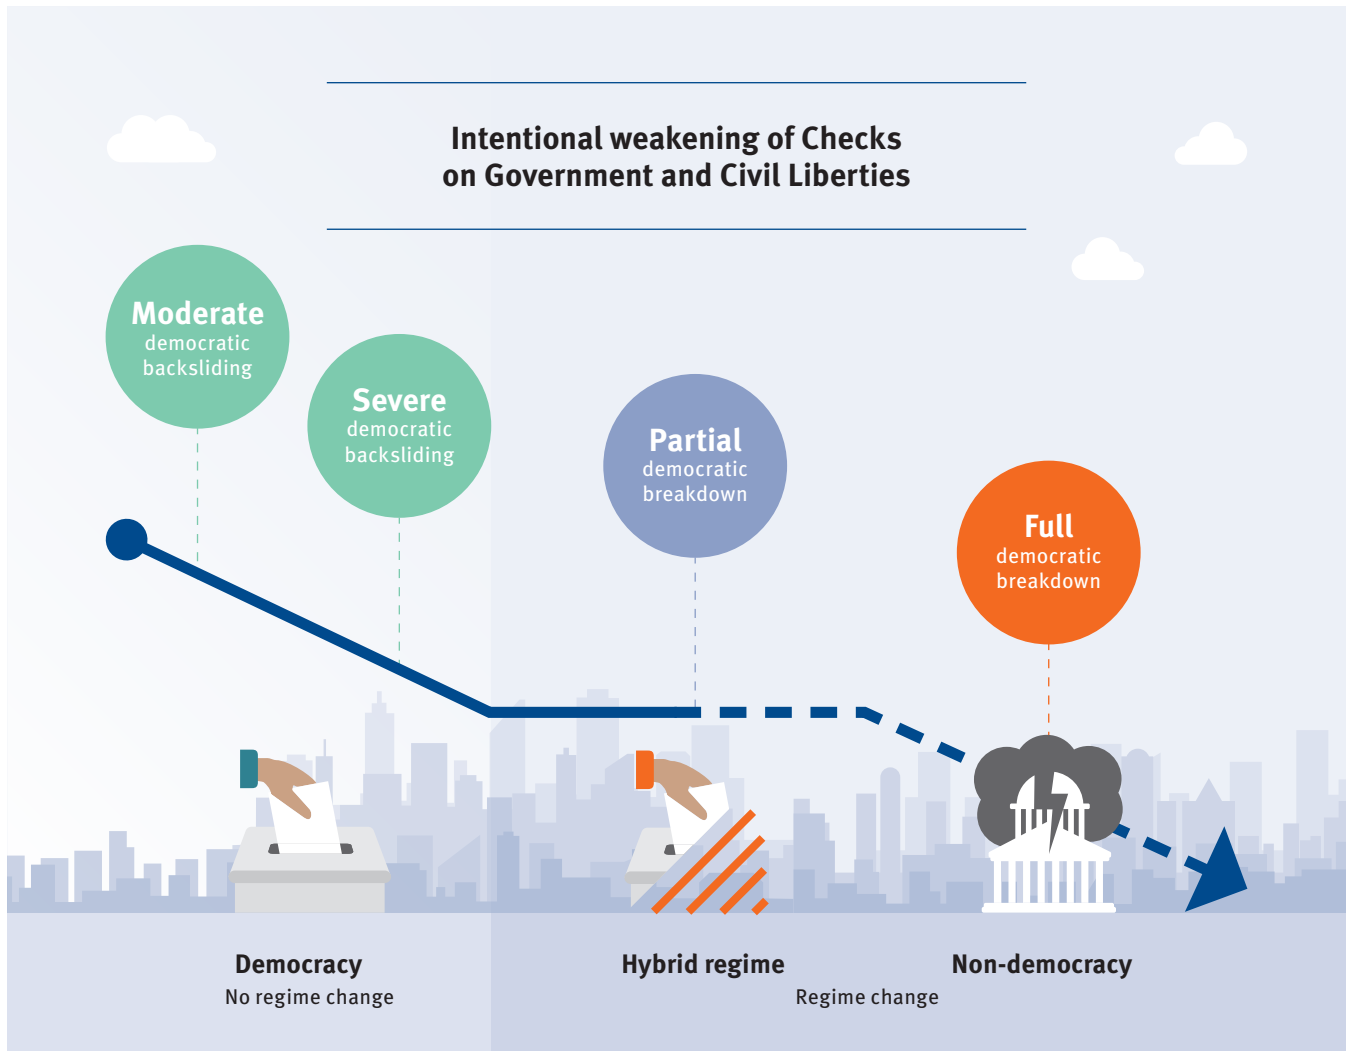 Intentional weakening of Checks
on Government and Civil Liberties
Moderate
democratic
backsliding
Severe
democratic
backsliding
Partial
democratic
breakdown
Full
democratic
breakdown
Democracy
No regime change
Hybrid regime
Non-democracy
Regime change